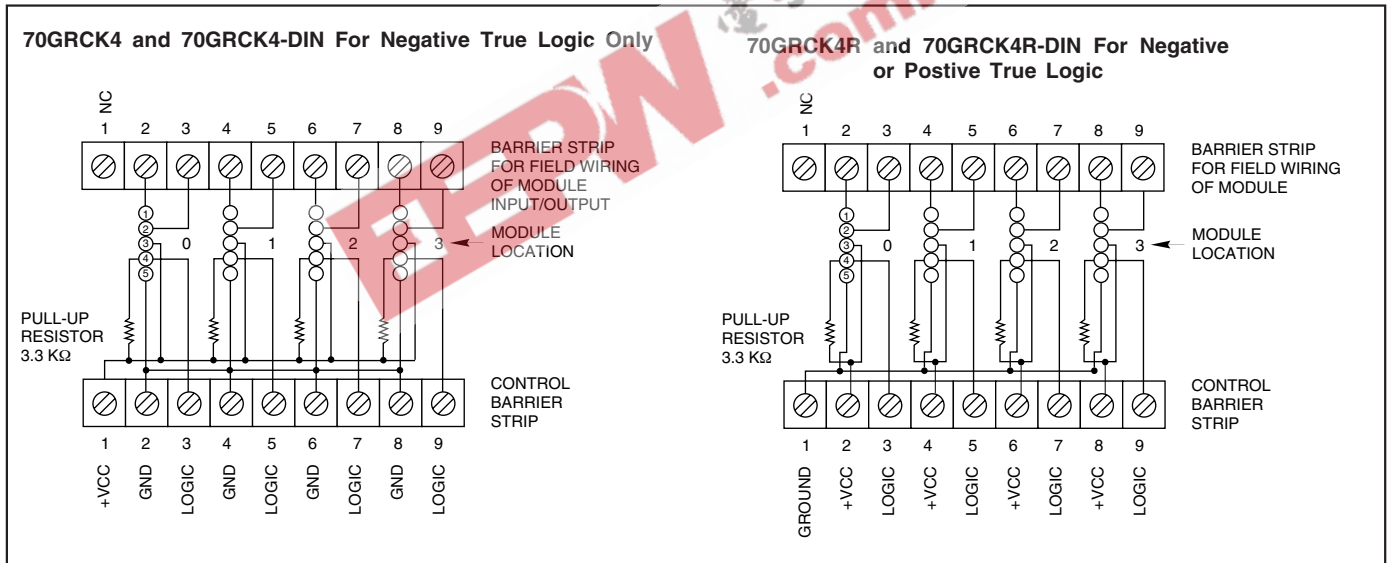 70GRCK4 and 70GRCK4-DIN For Negative True Logic Only
NC
1 2 3 4 5 6 7 8 9
BARRIER STRIP
FOR FIELD WIRING
OF MODULE
INPUT/OUTPUT
1
2
3
4
5
0 1 2 3
MODULE
LOCATION
PULL-UP
RESISTOR
3.3 KΩ
CONTROL
BARRIER
STRIP
1 2 3 4 5 6 7 8 9
+VCC GND LOGIC GND LOGIC GND LOGIC GND LOGIC
70GRCK4R and 70GRCK4R-DIN For Negative
or Postive True Logic
NC
1 2 3 4 5 6 7 8 9
BARRIER STRIP
FOR FIELD WIRING
OF MODULE
1
2
3
4
5
0 1 2 3
MODULE
LOCATION
PULL-UP
RESISTOR
3.3 KΩ
CONTROL
BARRIER
STRIP
1 2 3 4 5 6 7 8 9
GROUND +VCC LOGIC +VCC LOGIC +VCC LOGIC +VCC LOGIC
EEPW .com